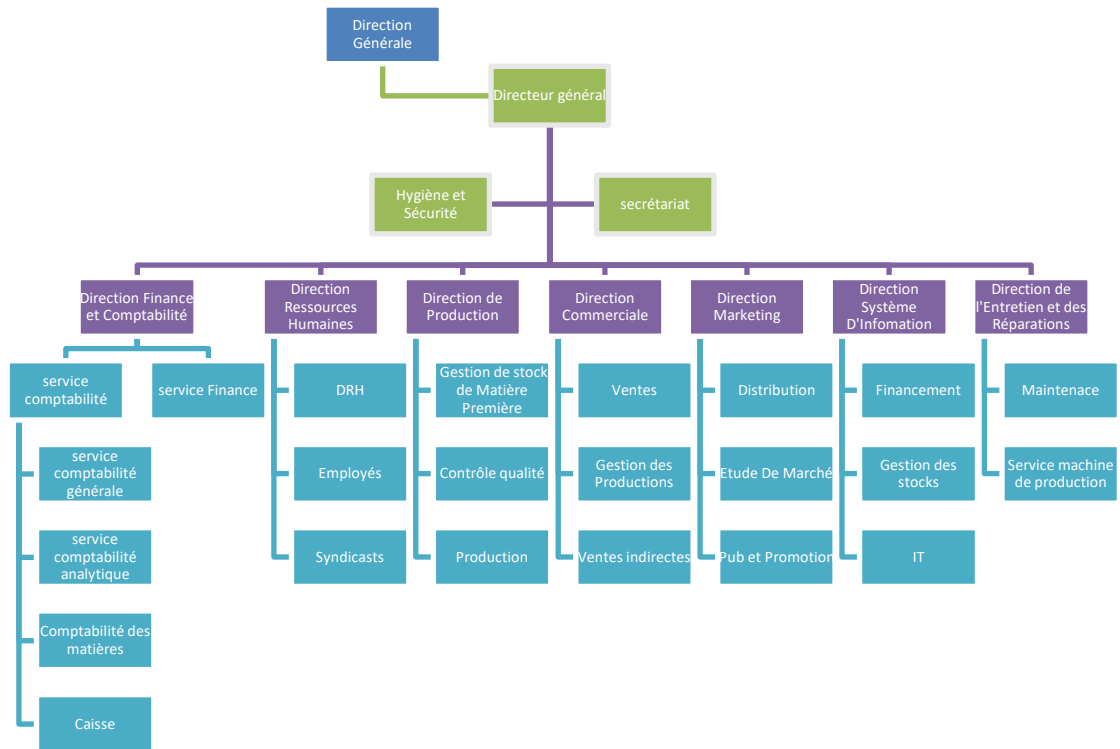 Direction
Générale
Directeur général
Hygiène et
Sécurité
secrétariat
Direction Finance
et Comptabilité
Direction
Ressources
Humaines
Direction de
Production
Direction
Commerciale
Direction
Marketing
Direction
Système
D'Infomation
Direction de
l'Entretien et des
Réparations
service
comptabilité
service Finance
DRH
Gestion de stock
de Matière
Première
Ventes
Distribution
Financement
Maintenace
service
comptabilité
générale
Employés
Contrôle qualité
Gestion des
Productions
Etude De Marché
Gestion des
stocks
Service machine
de production
service
comptabilité
analytique
Syndicasts
Production
Ventes indirectes
Pub et Promotion
IT
Comptabilité des
matières
Caisse